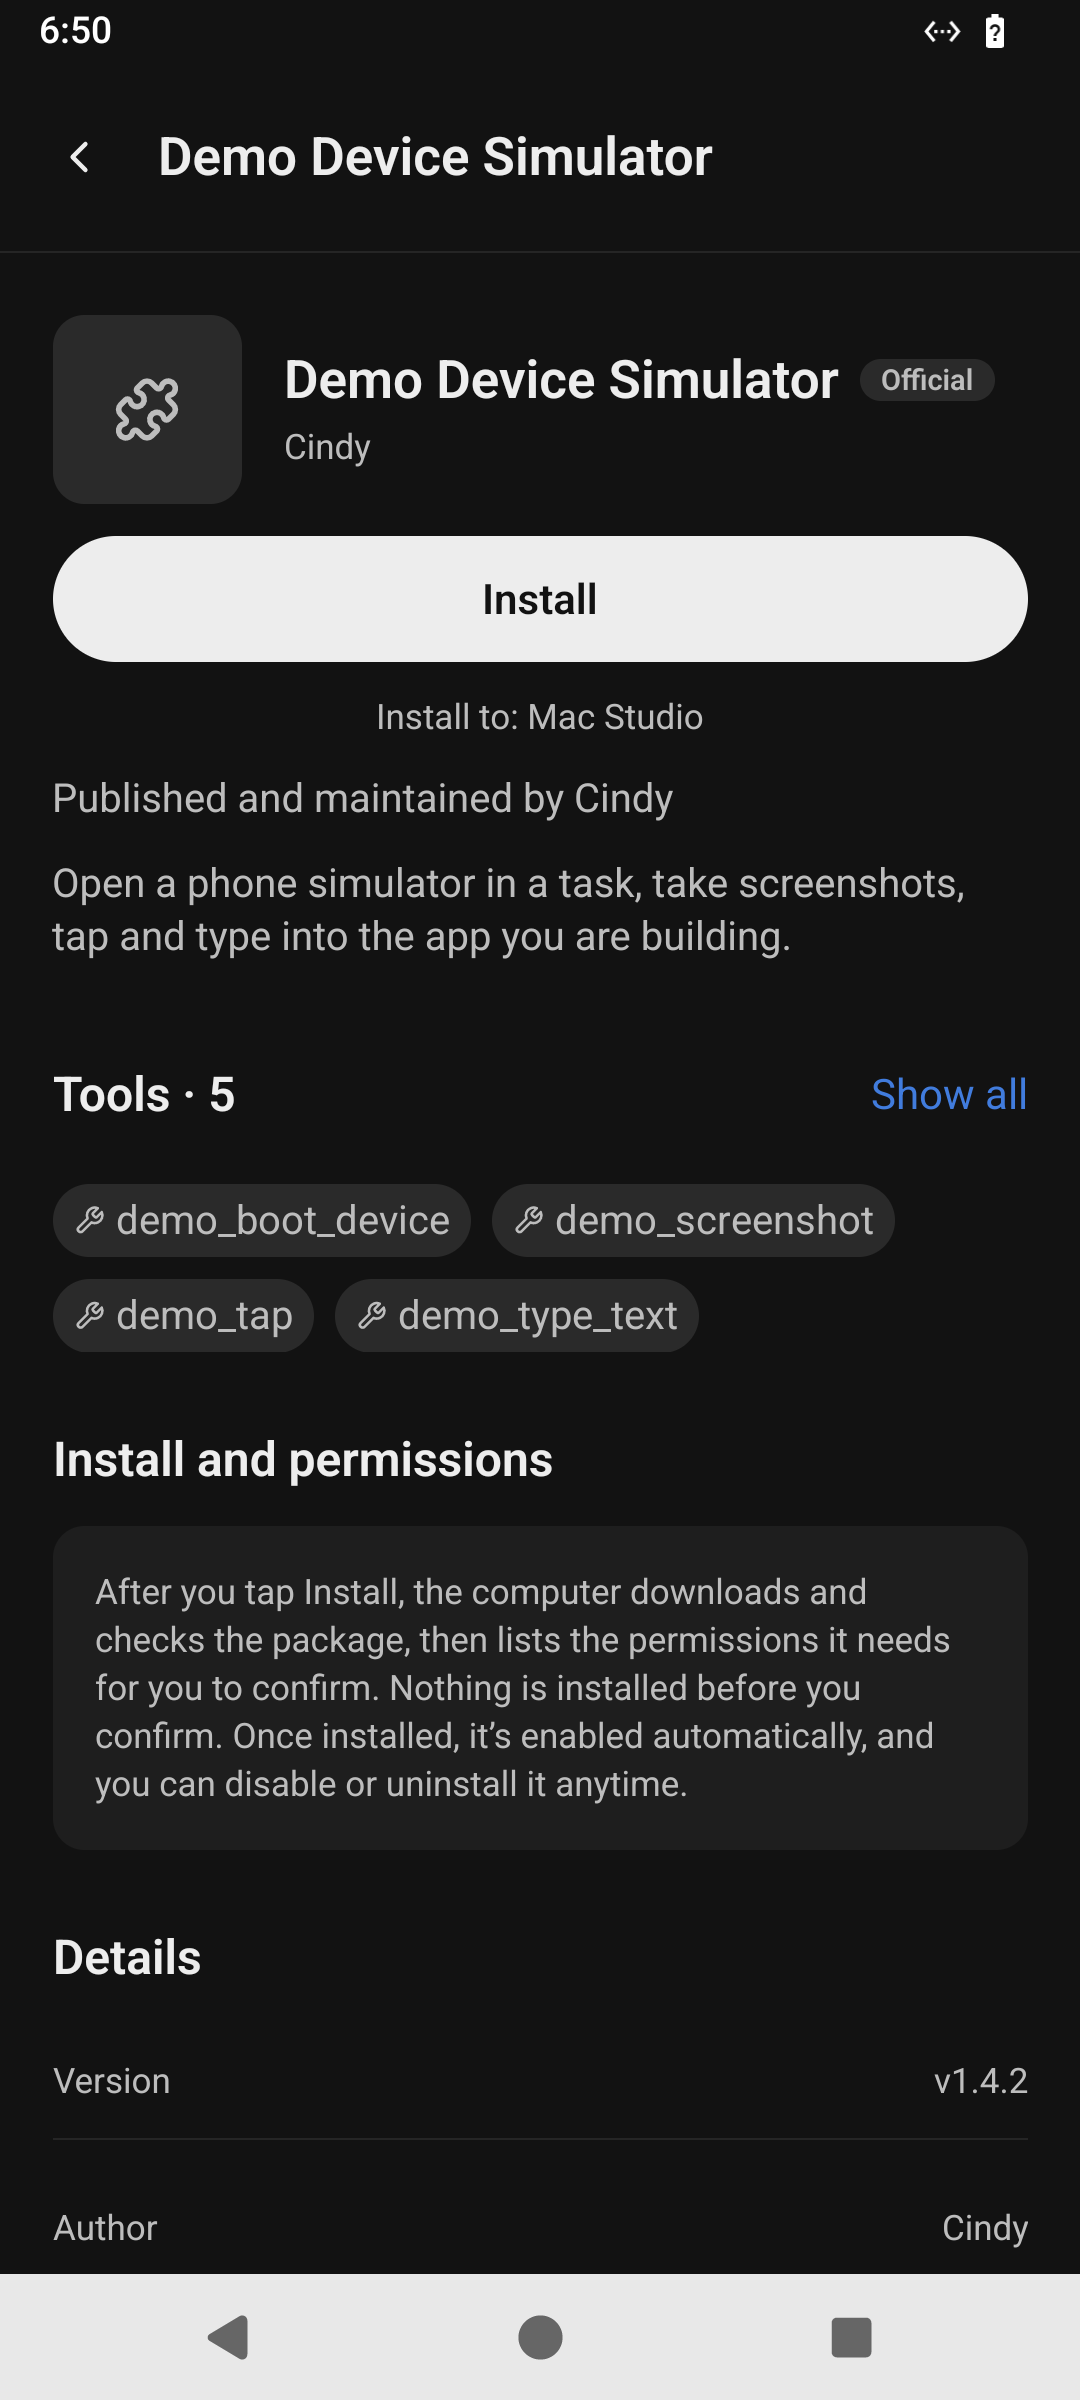 6:50
Demo Device Simulator
Demo Device Simulator
Official
Cindy
Install
Install to: Mac Studio
Published and maintained by Cindy
Open a phone simulator in a task, take screenshots,
tap and type into the app you are building.
Tools · 5
Show all
demo_boot_device
demo_screenshot
demo_tap
demo_type_text
Install and permissions
After you tap Install, the computer downloads and
checks the package, then lists the permissions it needs
for you to confirm. Nothing is installed before you
confirm. Once installed, it’s enabled automatically, and
you can disable or uninstall it anytime.
Details
Version
v1.4.2
Author
Cindy